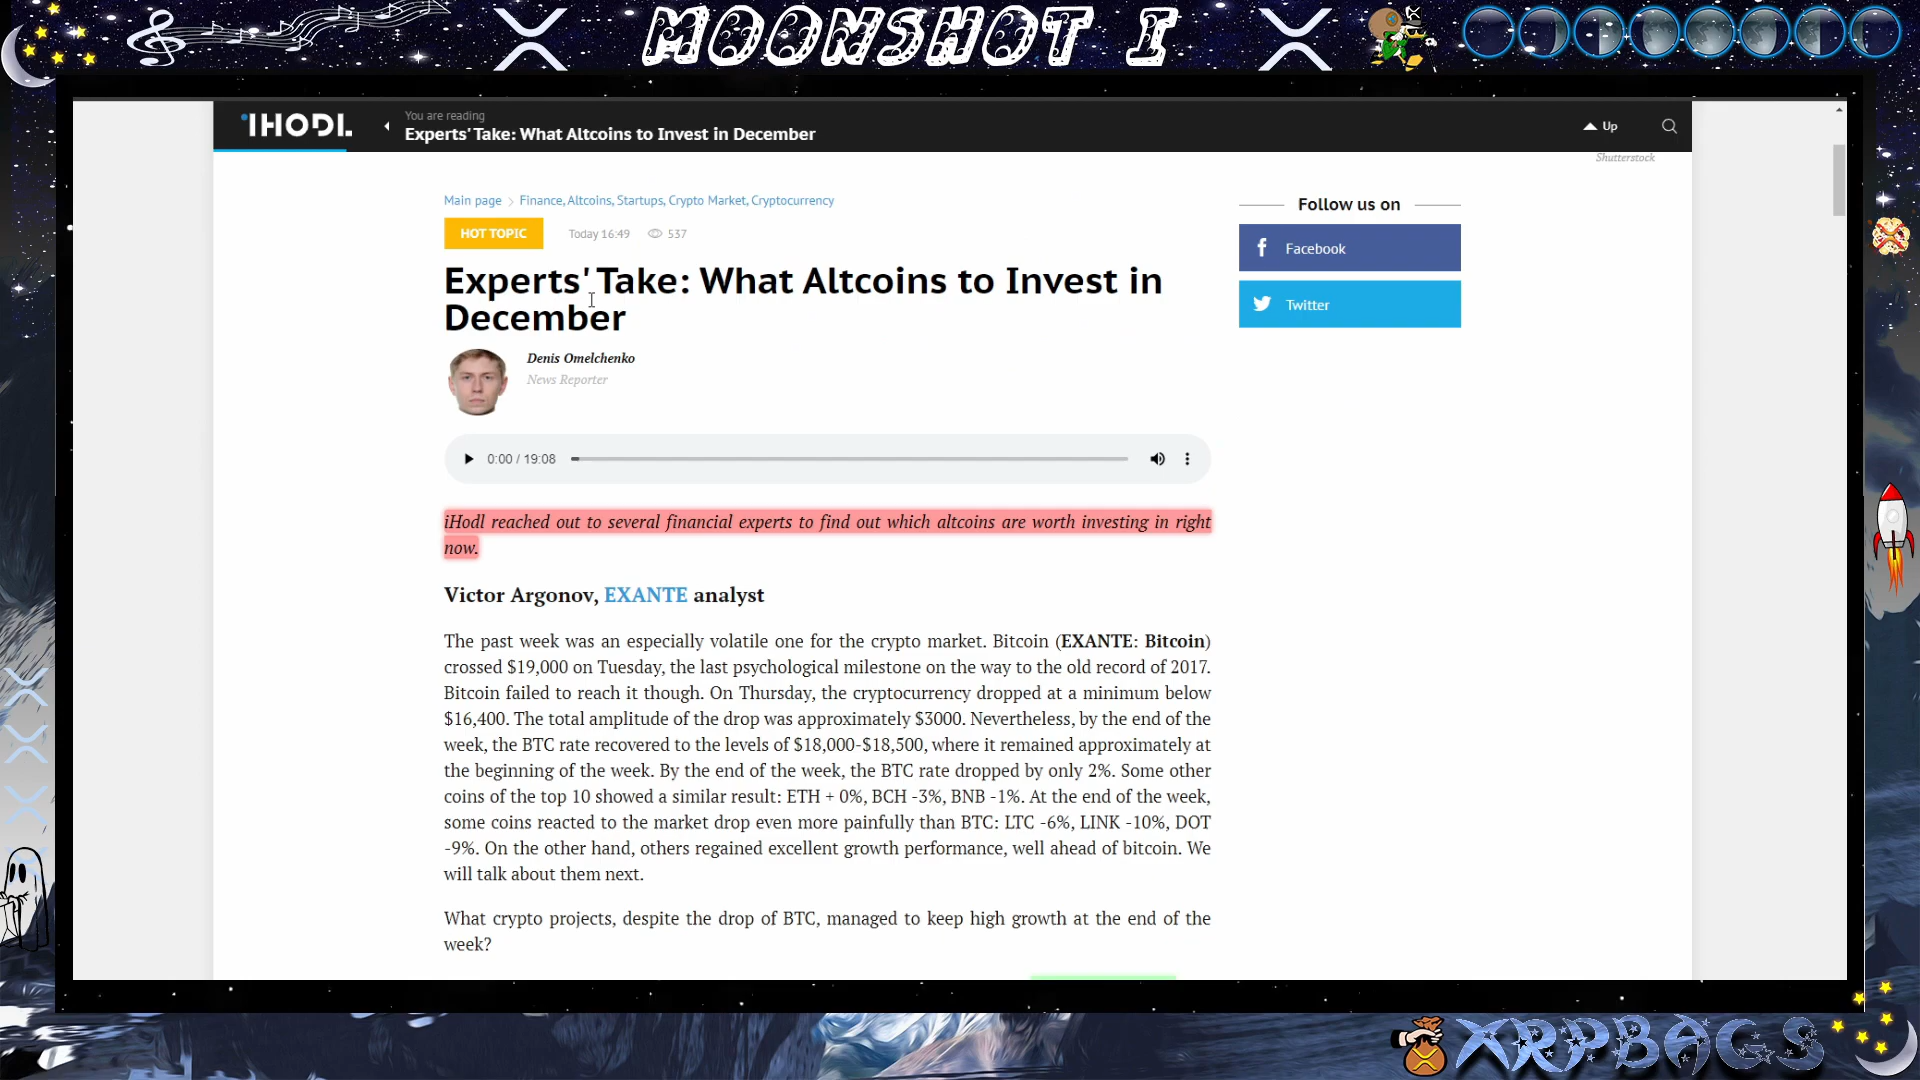 MOONSHOT I
IHODL
You are reading
Experts' Take: What Altcoins to Invest in December
Up
Shutterstock
Main page > Finance, Altcoins, Startups, Crypto Market, Cryptocurrency
HOT TOPIC
Today 16:49
537
Experts' Take: What Altcoins to Invest in
December
Denis Omelchenko
News Reporter
0:00 / 19:08
iHodl reached out to several financial experts to find out which altcoins are worth investing in right
now.
Victor Argonov, EXANTE analyst
The past week was an especially volatile one for the crypto market. Bitcoin (EXANTE: Bitcoin)
crossed $19,000 on Tuesday, the last psychological milestone on the way to the old record of 2017.
Bitcoin failed to reach it though. On Thursday, the cryptocurrency dropped at a minimum below
$16,400. The total amplitude of the drop was approximately $3000. Nevertheless, by the end of the
week, the BTC rate recovered to the levels of $18,000-$18,500, where it remained approximately at
the beginning of the week. By the end of the week, the BTC rate dropped by only 2%. Some other
coins of the top 10 showed a similar result: ETH + 0%, BCH -3%, BNB -1%. At the end of the week,
some coins reacted to the market drop even more painfully than BTC: LTC -6%, LINK -10%, DOT
-9%. On the other hand, others regained excellent growth performance, well ahead of bitcoin. We
will talk about them next.
What crypto projects, despite the drop of BTC, managed to keep high growth at the end of the
week?
Follow us on
Facebook
Twitter
XRPBAGS